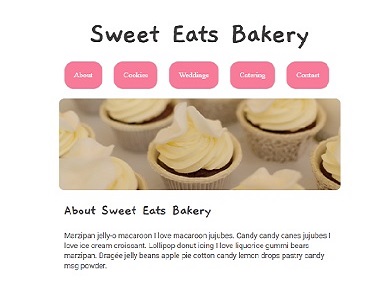 Sweet Eats Bakery
About Cookies Weddings Catering Contact
About Sweet Eats Bakery
Marzipan jelly-o macaroon I love macaroon jujubes. Candy candy canes jujubes I
love ice cream croissant. Lollipop donut icing I love liquorice gummi bears
marzipan. Dragée jelly beans apple pie cotton candy lemon drops pastry candy
msg powder.